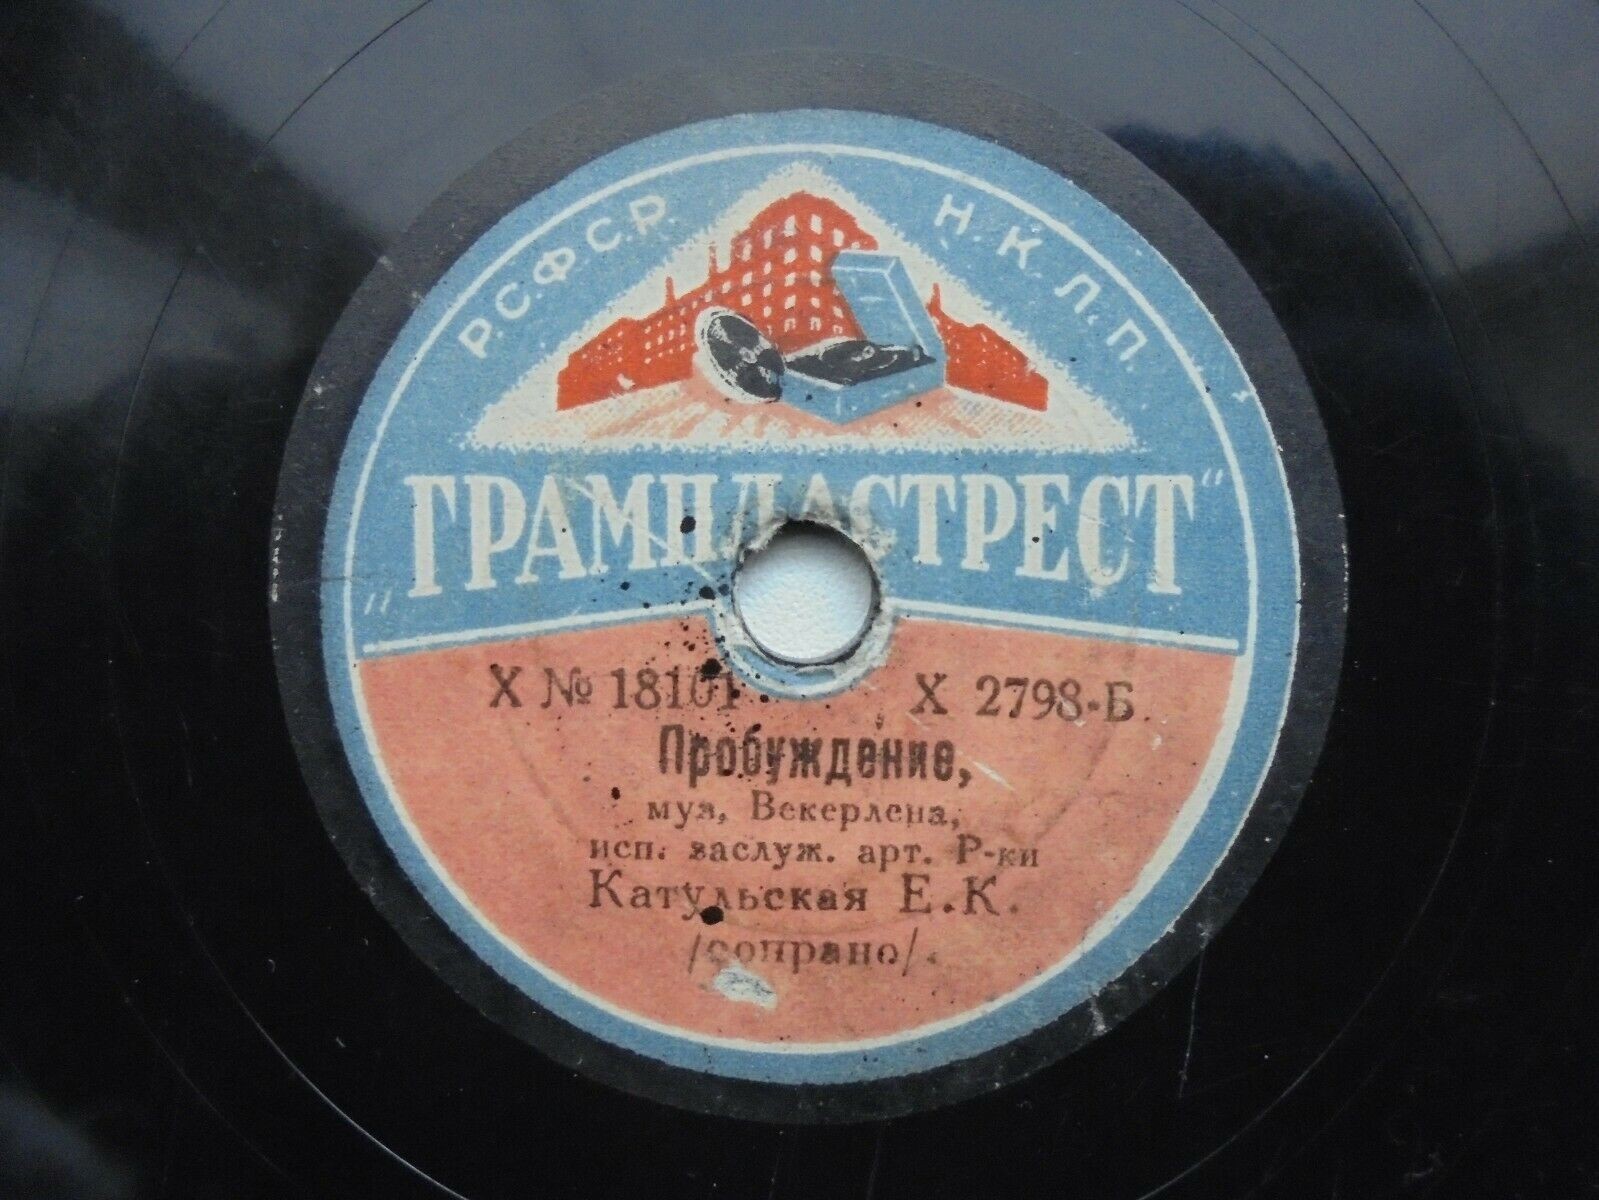 Р.С.Ф.С.Р. Н.К.Л.П.
„ГРАМПЛАСТРЕСТ“
Х № 18101 Х 2798-Б
Пробуждение,
муз, Векерлена,
исп. заслуж. арт. Р-ки
Катульская Е.К.
/сопрано/.